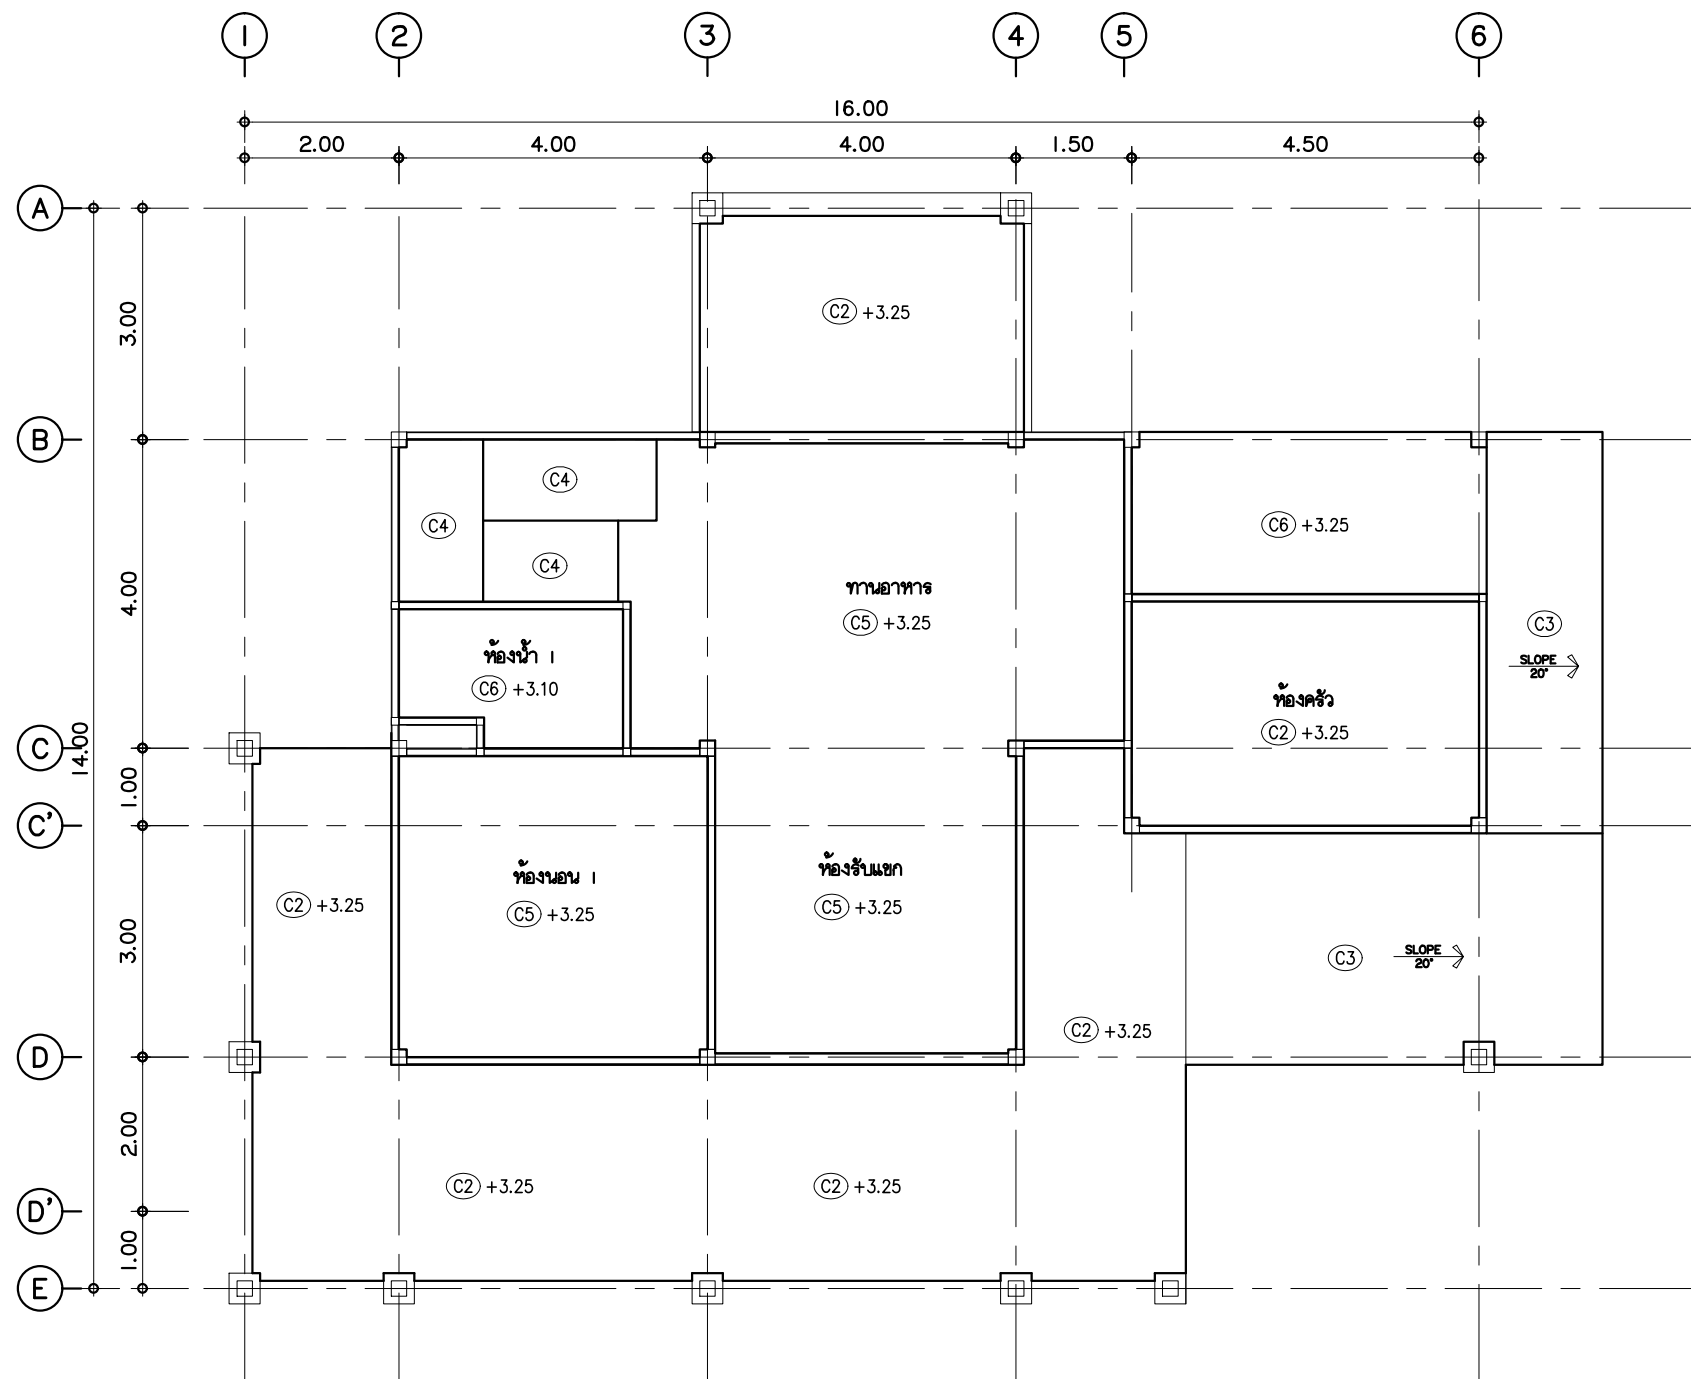 1 2 3 4 5 6
16.00
2.00 4.00 4.00 1.50 4.50
A
3.00
C2 +3.25
B
C4
C4
C6 +3.25
C4
4.00
ทานอาหาร
C5 +3.25
C3
ห้องน้ำ 1
SLOPE
20°
C6 +3.10
ห้องครัว
C2 +3.25
C
14.00
1.00
C'
ห้องนอน 1
ห้องรับแขก
C2 +3.25
C5 +3.25
C5 +3.25
3.00
C3
SLOPE
20°
C2 +3.25
D
2.00
C2 +3.25
C2 +3.25
D'
1.00
E